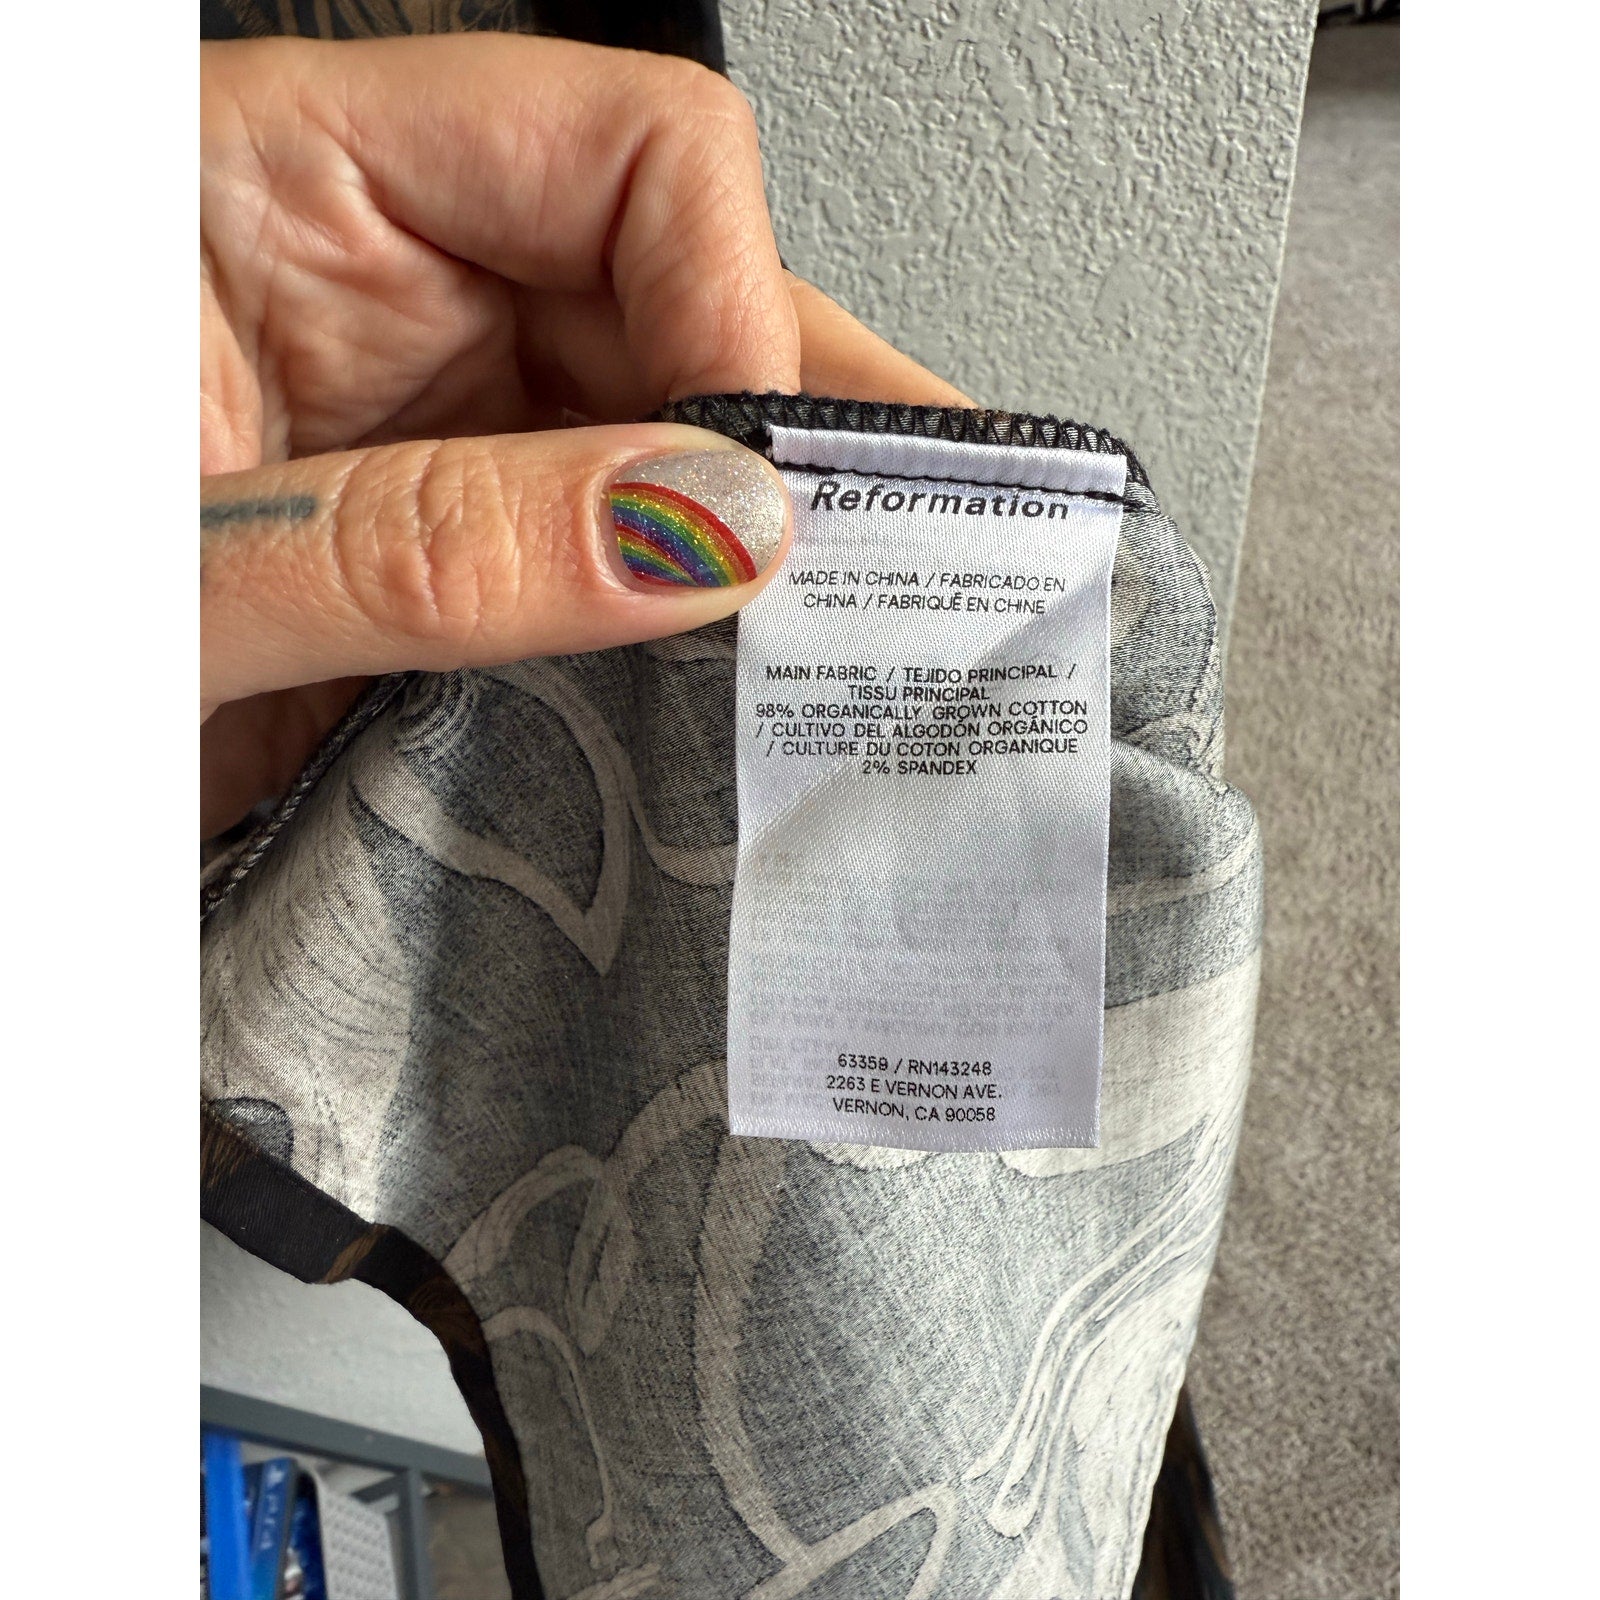 Reformation
MADE IN CHINA / FABRICADO EN
CHINA / FABRIQUÉ EN CHINE
MAIN FABRIC / TEJIDO PRINCIPAL /
TISSU PRINCIPAL
98% ORGANICALLY GROWN COTTON
/ CULTIVO DEL ALGODÓN ORGÁNICO
/ CULTURE DU COTON ORGANIQUE
2% SPANDEX
63359 / RN143248
2263 E VERNON AVE.
VERNON, CA 90058